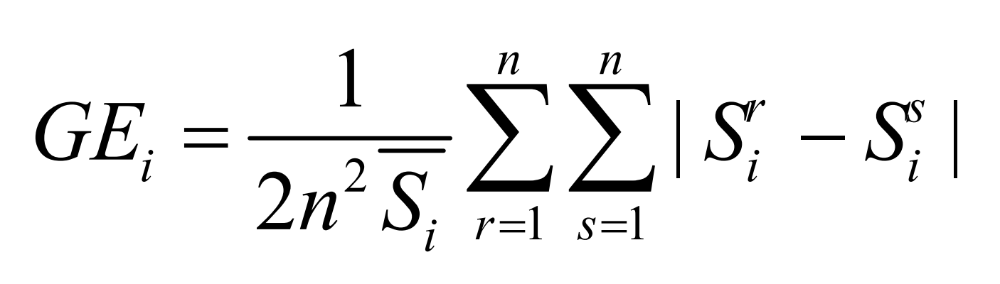 GE_i = \frac{1}{2n^2 \overline{S_i}} \sum_{r=1}^{n} \sum_{s=1}^{n} | S_i^r - S_i^s |